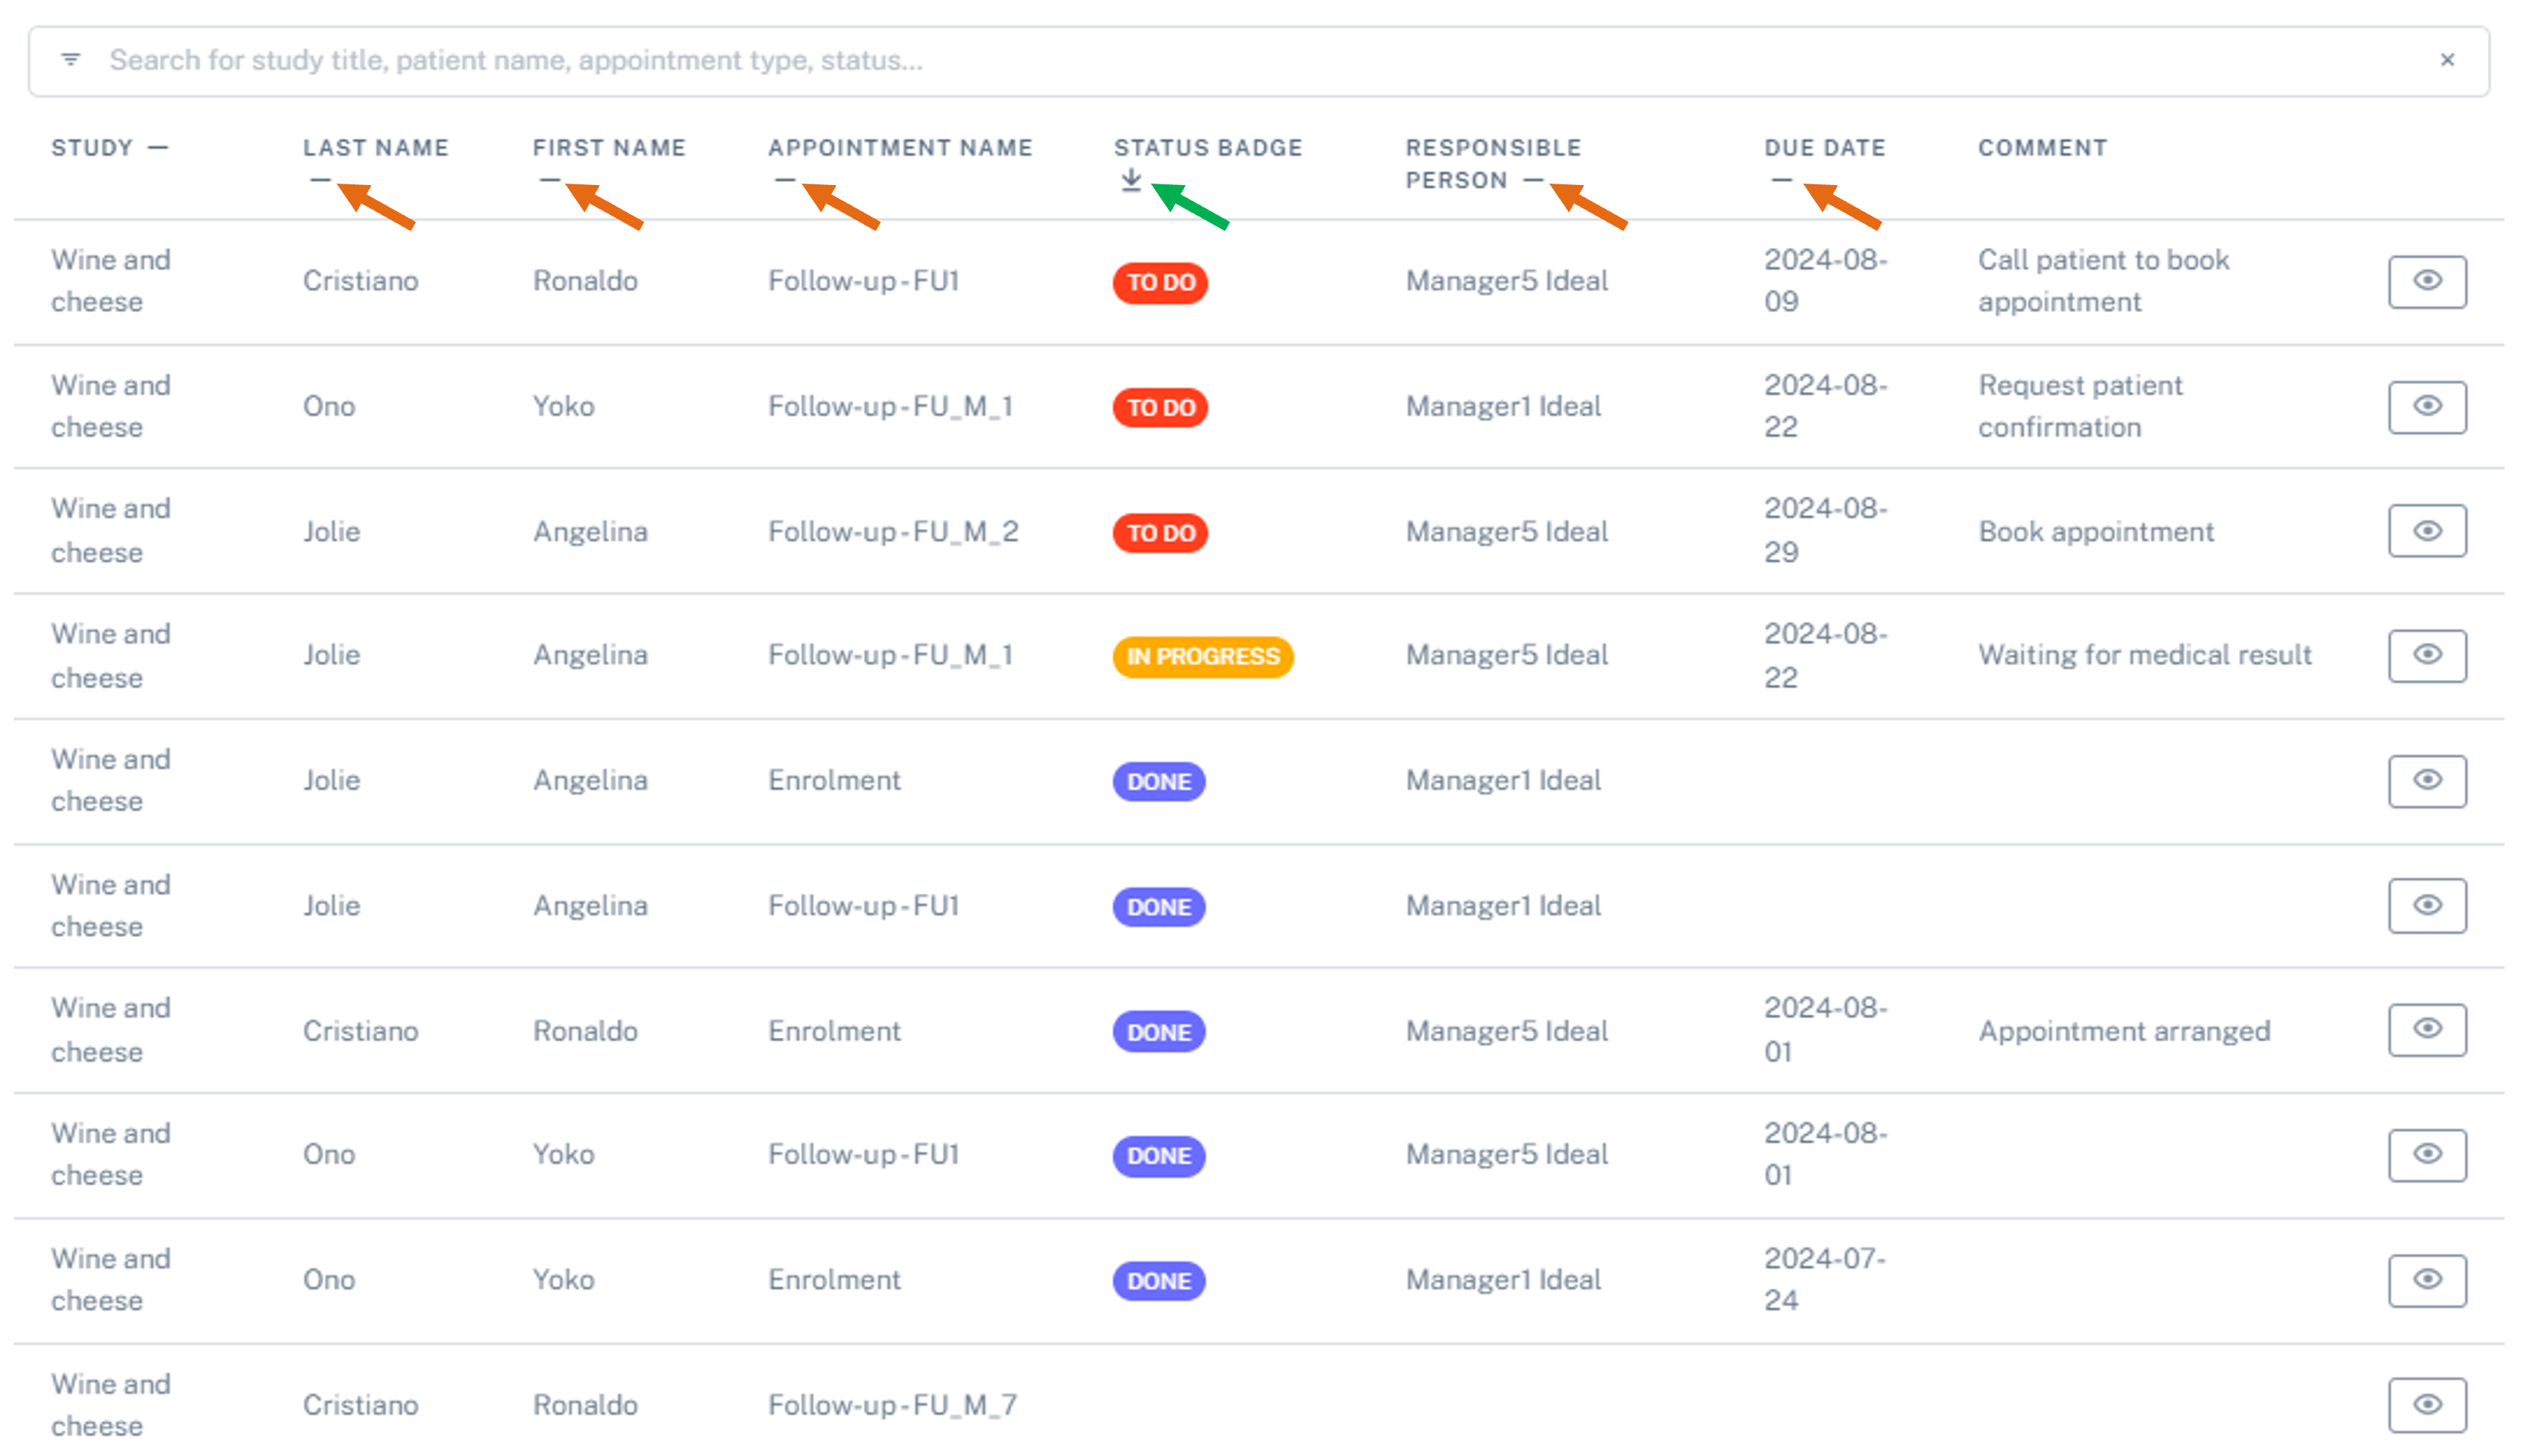 Search for study title, patient name, appointment type, status...
STUDY — LAST NAME — FIRST NAME — APPOINTMENT NAME — STATUS BADGE RESPONSIBLE PERSON — DUE DATE — COMMENT
Wine and cheese Cristiano Ronaldo Follow-up - FU1 TO DO Manager5 Ideal 2024-08-09 Call patient to book appointment
Wine and cheese Ono Yoko Follow-up - FU_M_1 TO DO Manager1 Ideal 2024-08-22 Request patient confirmation
Wine and cheese Jolie Angelina Follow-up - FU_M_2 TO DO Manager5 Ideal 2024-08-29 Book appointment
Wine and cheese Jolie Angelina Follow-up - FU_M_1 IN PROGRESS Manager5 Ideal 2024-08-22 Waiting for medical result
Wine and cheese Jolie Angelina Enrolment DONE Manager1 Ideal
Wine and cheese Jolie Angelina Follow-up - FU1 DONE Manager1 Ideal
Wine and cheese Cristiano Ronaldo Enrolment DONE Manager5 Ideal 2024-08-01 Appointment arranged
Wine and cheese Ono Yoko Follow-up - FU1 DONE Manager5 Ideal 2024-08-01
Wine and cheese Ono Yoko Enrolment DONE Manager1 Ideal 2024-07-24
Wine and cheese Cristiano Ronaldo Follow-up - FU_M_7